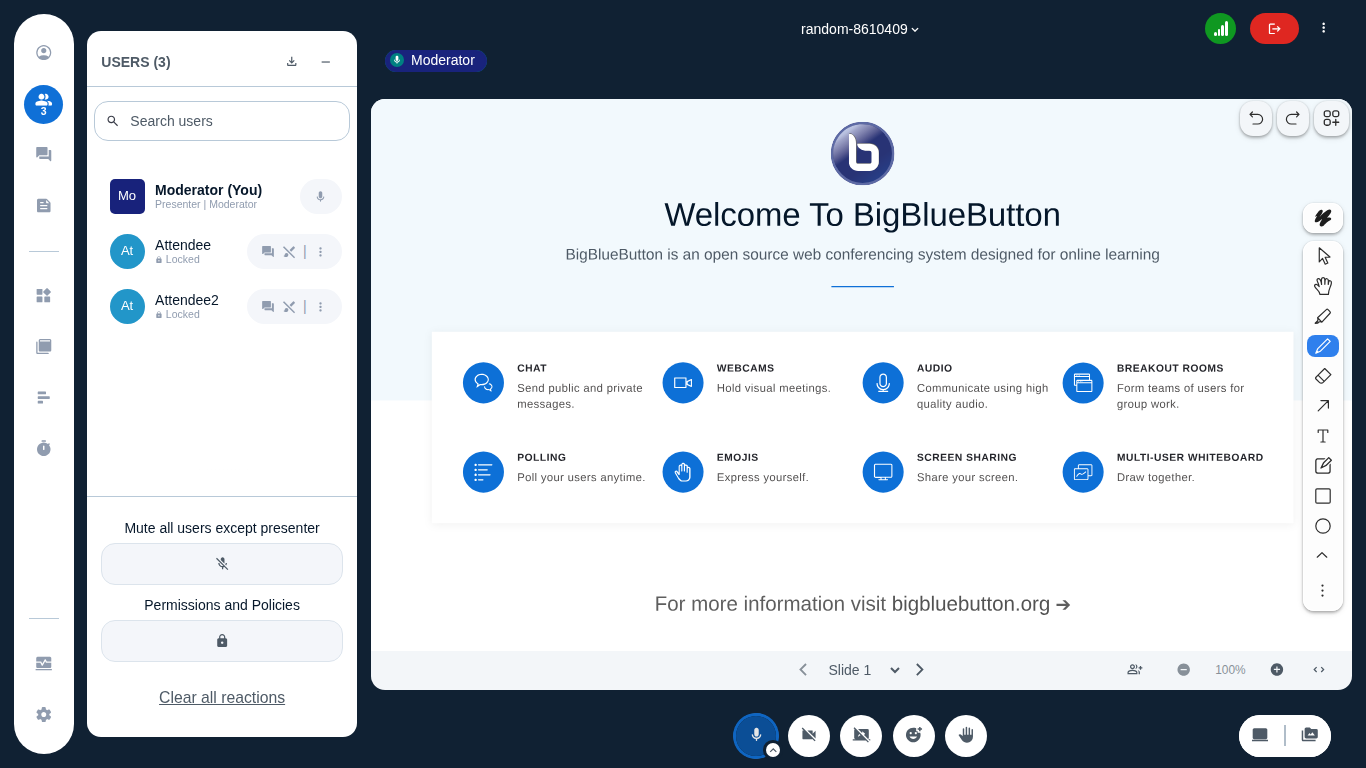 random-8610409
Moderator
3
USERS (3)
Search users
Mo
Moderator (You)
Presenter | Moderator
At
Attendee
Locked
At
Attendee2
Locked
Mute all users except presenter
Permissions and Policies
Clear all reactions
Welcome To BigBlueButton
BigBlueButton is an open source web conferencing system designed for online learning
CHAT
Send public and private
messages.
WEBCAMS
Hold visual meetings.
AUDIO
Communicate using high
quality audio.
BREAKOUT ROOMS
Form teams of users for
group work.
POLLING
Poll your users anytime.
EMOJIS
Express yourself.
SCREEN SHARING
Share your screen.
MULTI-USER WHITEBOARD
Draw together.
For more information visit bigbluebutton.org ➔
Slide 1
100%